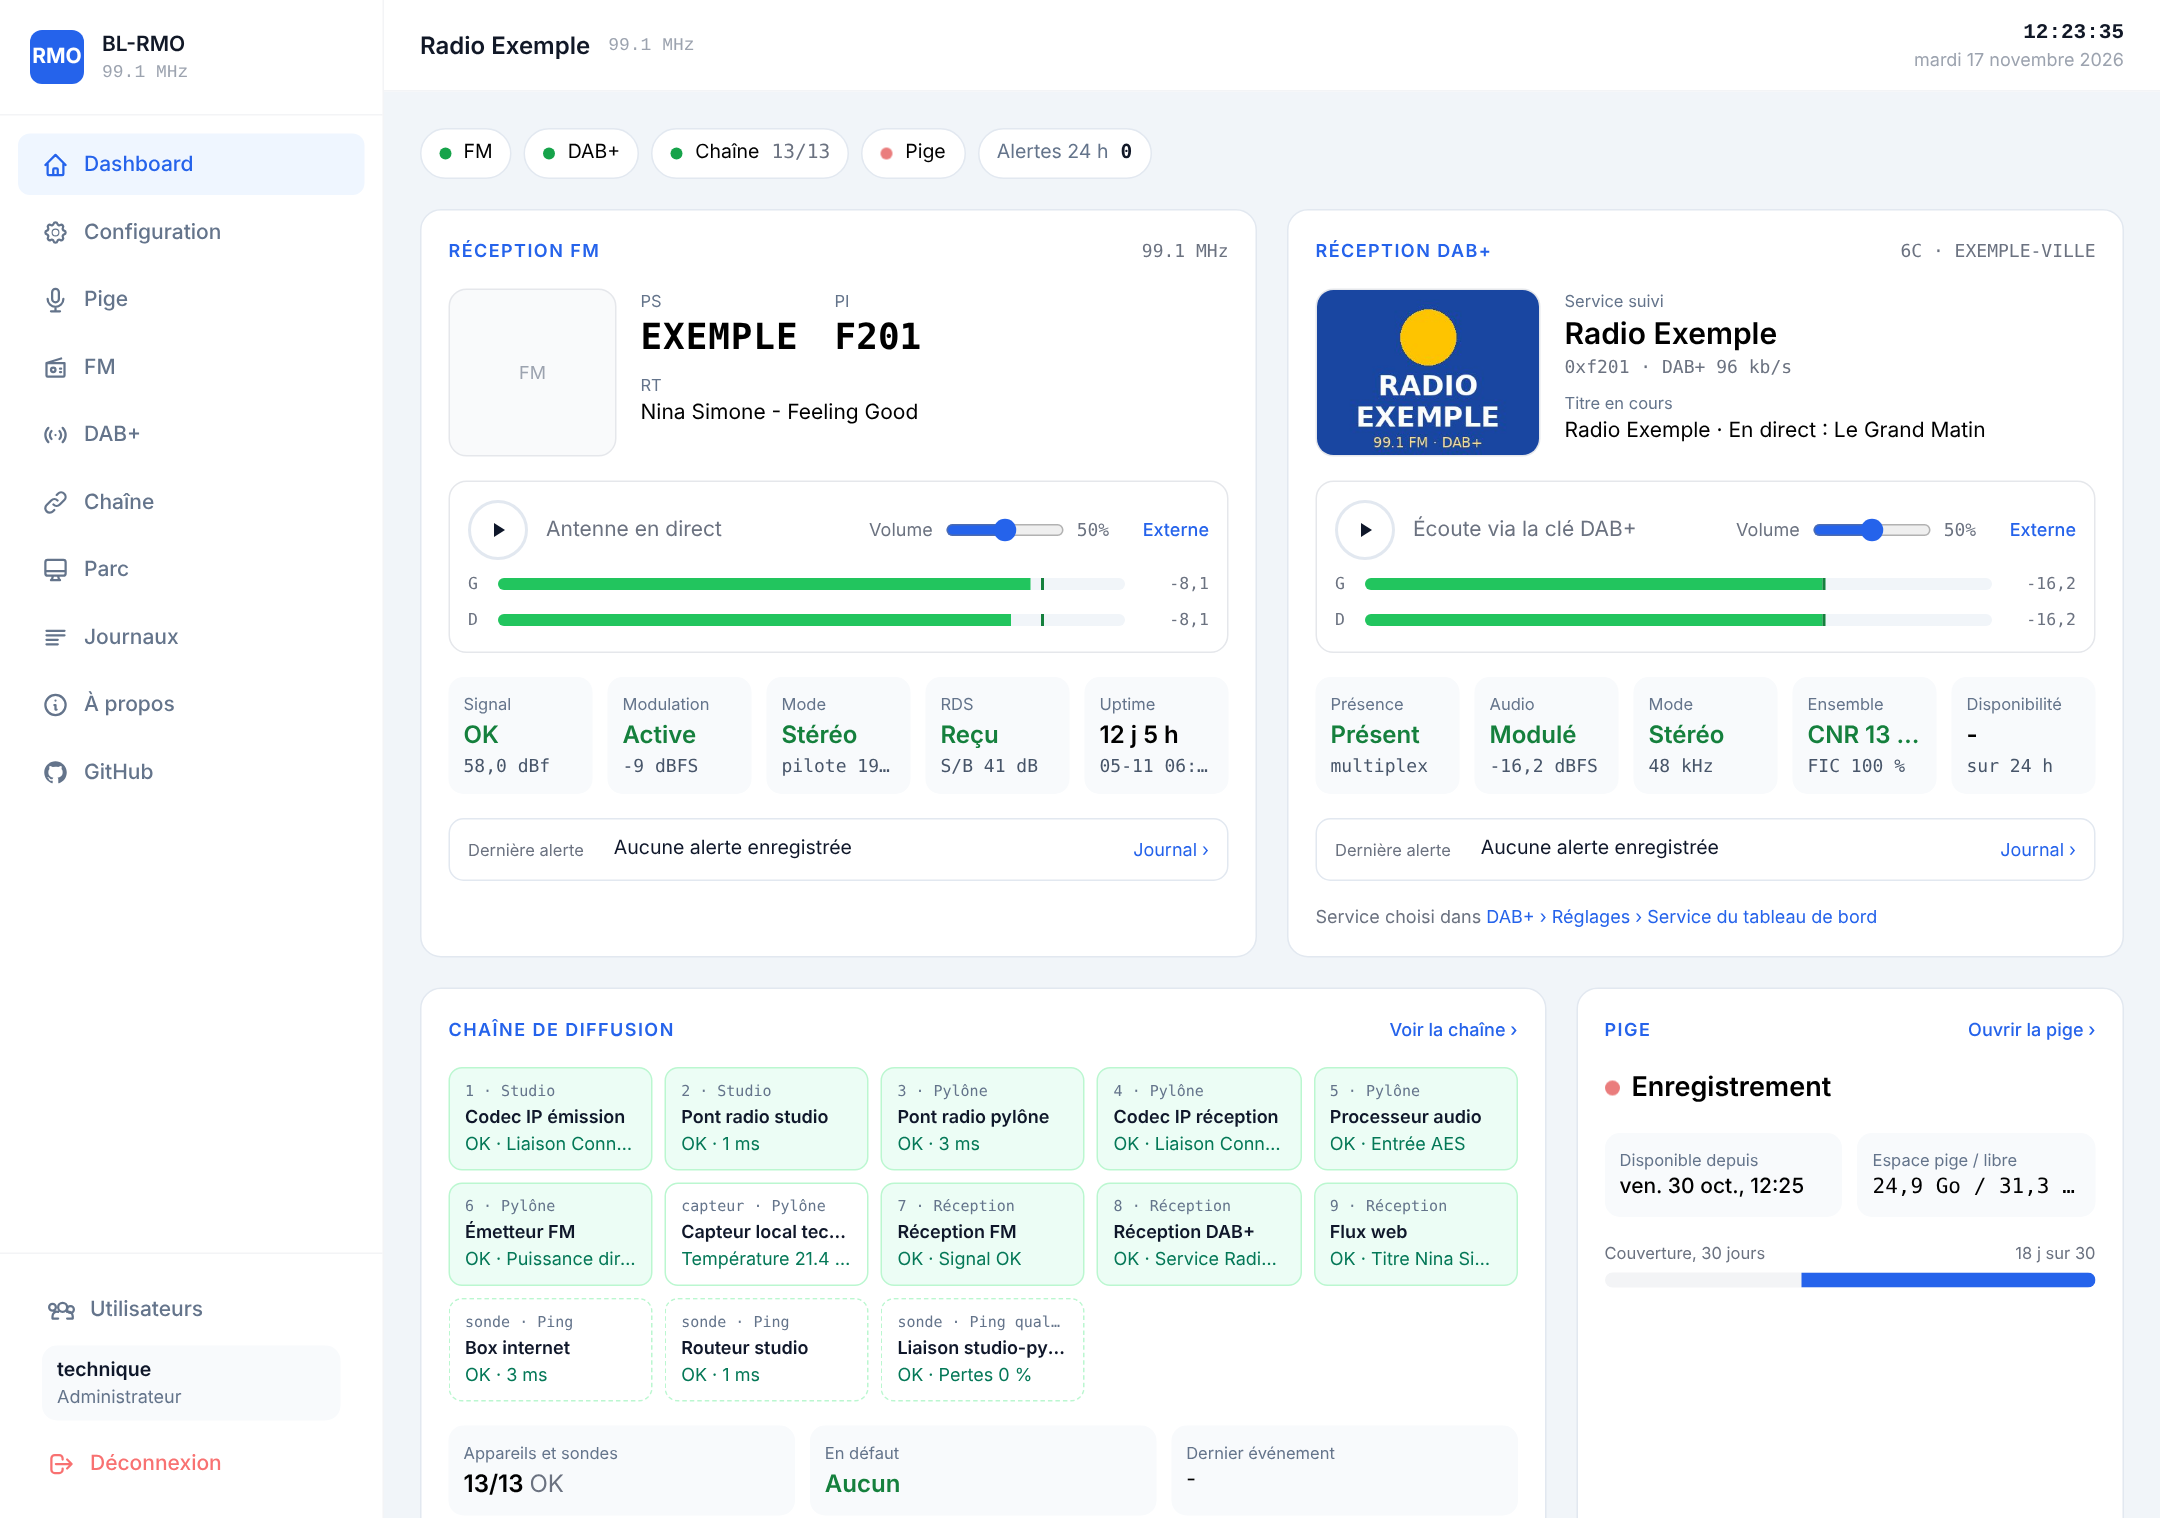 RMO
BL-RMO
99.1 MHz
Dashboard
Configuration
Pige
FM
DAB+
Chaîne
Parc
Journaux
À propos
GitHub
Utilisateurs
technique
Administrateur
Déconnexion
Radio Exemple 99.1 MHz
12:23:35
mardi 17 novembre 2026
FM
DAB+
Chaîne 13/13
Pige
Alertes 24 h 0
RÉCEPTION FM 99.1 MHz
FM
PS PI
EXEMPLE F201
RT
Nina Simone - Feeling Good
Antenne en direct Volume 50% Externe
G -8,1
D -8,1
Signal
OK
58,0 dBf
Modulation
Active
-9 dBFS
Mode
Stéréo
pilote 19…
RDS
Reçu
S/B 41 dB
Uptime
12 j 5 h
05-11 06:…
Dernière alerte Aucune alerte enregistrée Journal ›
RÉCEPTION DAB+ 6C · EXEMPLE-VILLE
RADIO
EXEMPLE
99.1 FM · DAB+
Service suivi
Radio Exemple
0xf201 · DAB+ 96 kb/s
Titre en cours
Radio Exemple · En direct : Le Grand Matin
Écoute via la clé DAB+ Volume 50% Externe
G -16,2
D -16,2
Présence
Présent
multiplex
Audio
Modulé
-16,2 dBFS
Mode
Stéréo
48 kHz
Ensemble
CNR 13 …
FIC 100 %
Disponibilité
-
sur 24 h
Dernière alerte Aucune alerte enregistrée Journal ›
Service choisi dans DAB+ › Réglages › Service du tableau de bord
CHAÎNE DE DIFFUSION Voir la chaîne ›
1 · Studio
Codec IP émission
OK · Liaison Conn…
2 · Studio
Pont radio studio
OK · 1 ms
3 · Pylône
Pont radio pylône
OK · 3 ms
4 · Pylône
Codec IP réception
OK · Liaison Conn…
5 · Pylône
Processeur audio
OK · Entrée AES
6 · Pylône
Émetteur FM
OK · Puissance dir…
capteur · Pylône
Capteur local tec…
Température 21.4 …
7 · Réception
Réception FM
OK · Signal OK
8 · Réception
Réception DAB+
OK · Service Radi…
9 · Réception
Flux web
OK · Titre Nina Si…
sonde · Ping
Box internet
OK · 3 ms
sonde · Ping
Routeur studio
OK · 1 ms
sonde · Ping qual…
Liaison studio-py…
OK · Pertes 0 %
Appareils et sondes
13/13 OK
En défaut
Aucun
Dernier événement
-
PIGE Ouvrir la pige ›
Enregistrement
Disponible depuis
ven. 30 oct., 12:25
Espace pige / libre
24,9 Go / 31,3 …
Couverture, 30 jours 18 j sur 30